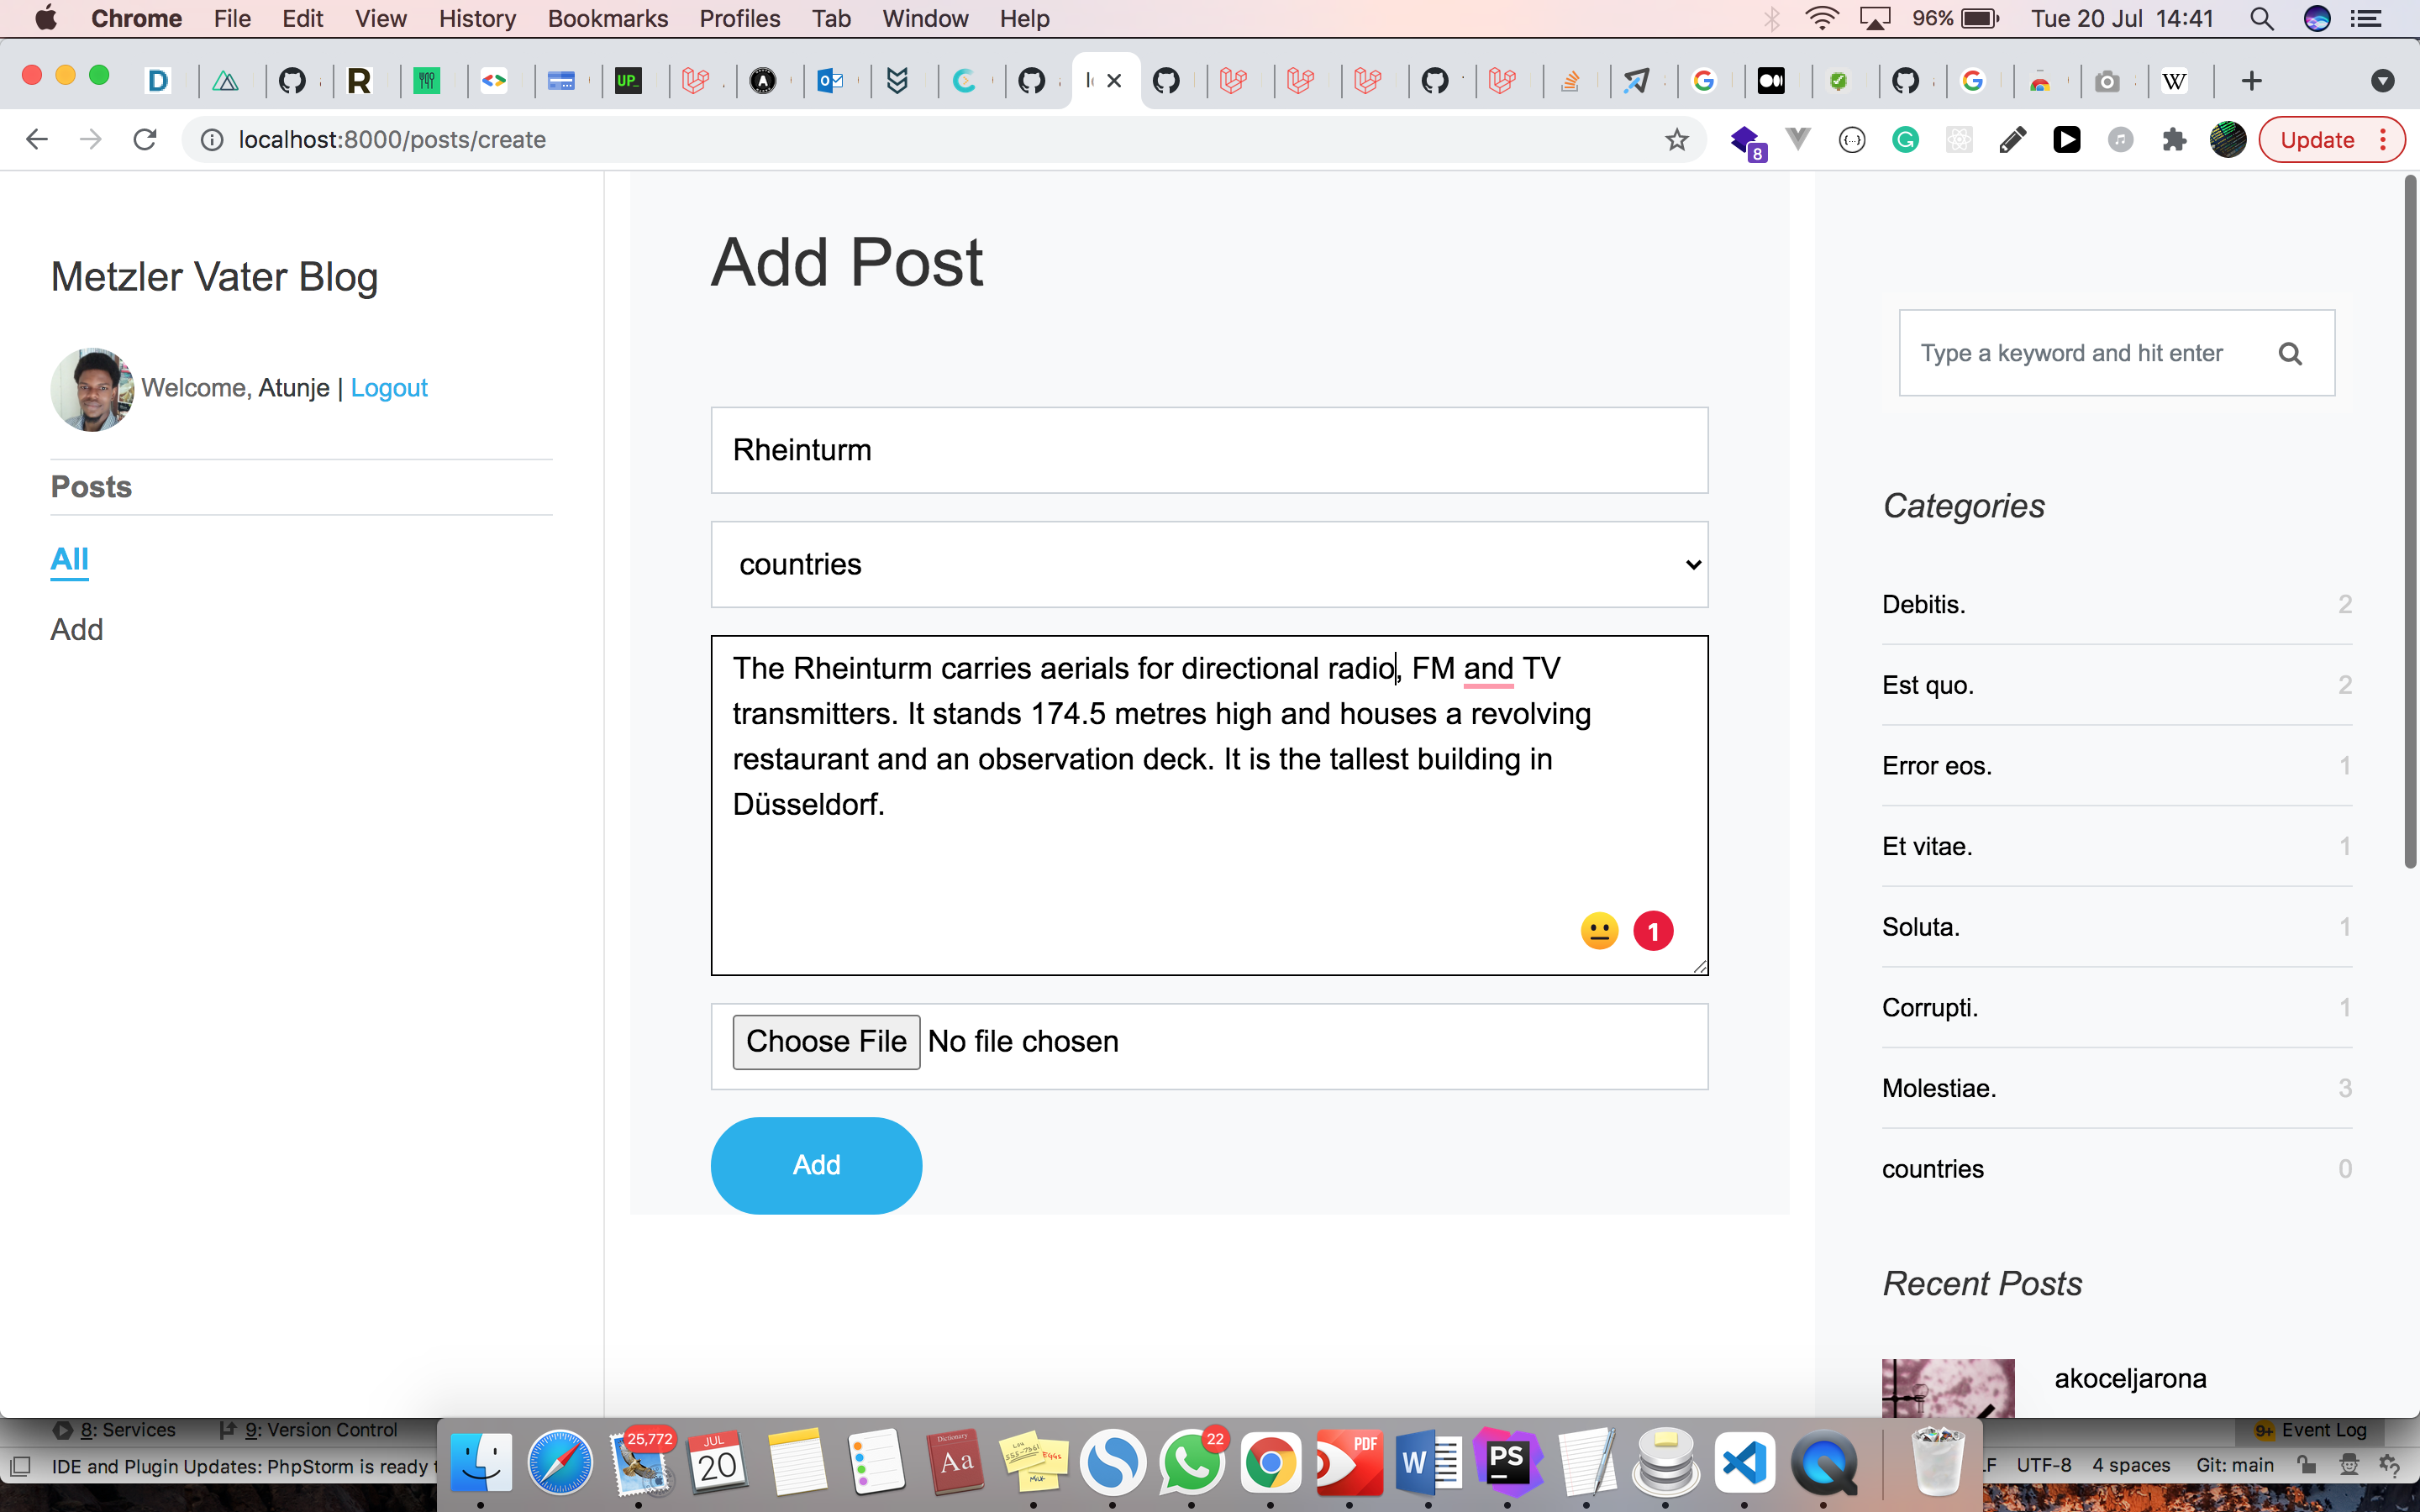 Chrome File Edit View History Bookmarks Profiles Tab Window Help 96% Tue 20 Jul 14:41
localhost:8000/posts/create 8 Update
Metzler Vater Blog
Welcome, Atunje | Logout
Posts
All
Add
Add Post
Rheinturm
countries
The Rheinturm carries aerials for directional radio, FM and TV
transmitters. It stands 174.5 metres high and houses a revolving
restaurant and an observation deck. It is the tallest building in
Düsseldorf.
1
Choose File No file chosen
Add
Type a keyword and hit enter
Categories
Debitis. 2
Est quo. 2
Error eos. 1
Et vitae. 1
Soluta. 1
Corrupti. 1
Molestiae. 3
countries 0
Recent Posts
akoceljarona
8: Services 9: Version Control 9+ Event Log
IDE and Plugin Updates: PhpStorm is ready LF UTF-8 4 spaces Git: main
25,772
JUL
20
Dictionary
Aa
22
PDF
W
PS